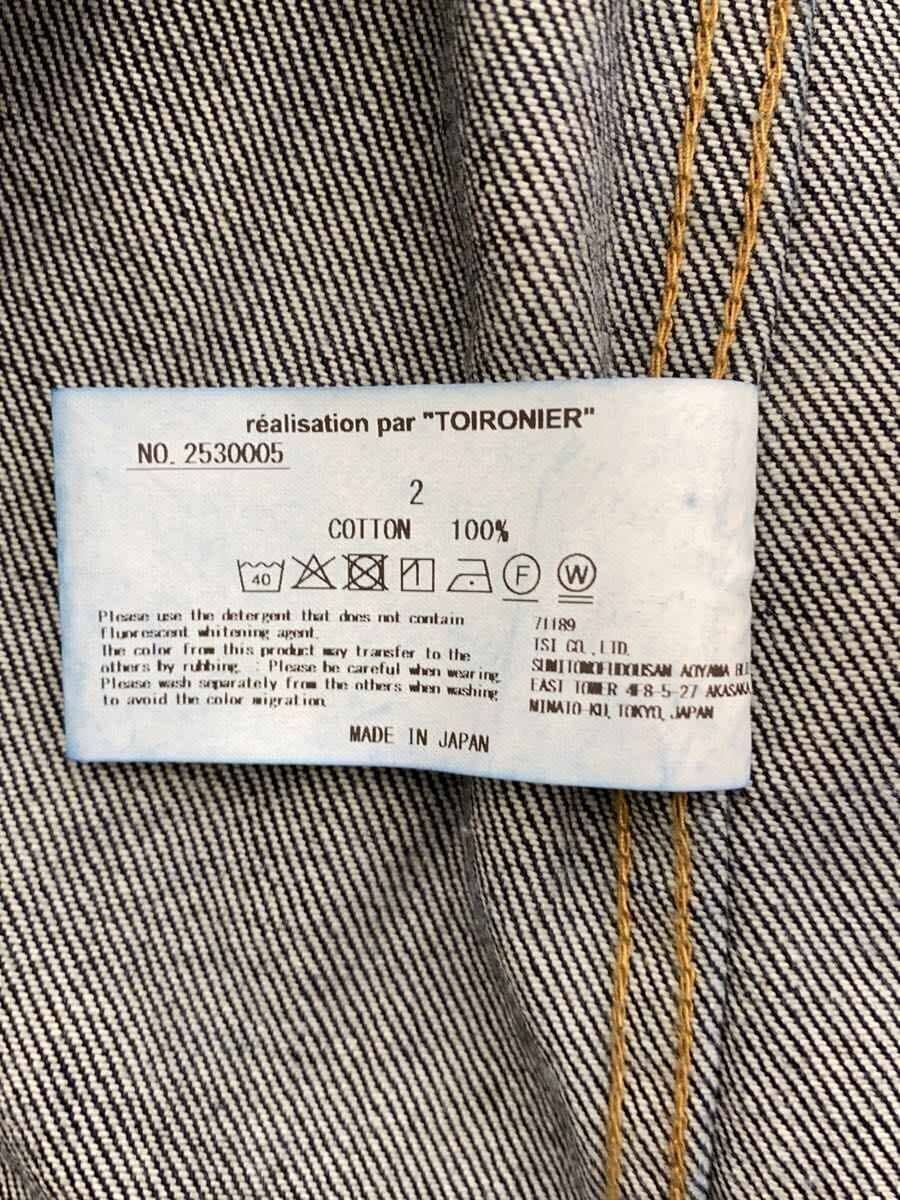 réalisation par "TOIRONIER"
NO. 2530005
2
COTTON 100%
40 1 F W
Please use the detergent that does not contain
fluorescent whitening agent.
The color from this product may transfer to the
others by rubbing. : Please be careful when wearing.
Please wash separately from the others when washing
to avoid the color migration.
71189
TSI CO., LTD.
SUMITOMOFUDOUSAN AOYAMA
EAST TOWER 4F 8-5-27 AKASAKA
MINATO-KU, TOKYO, JAPAN
MADE IN JAPAN